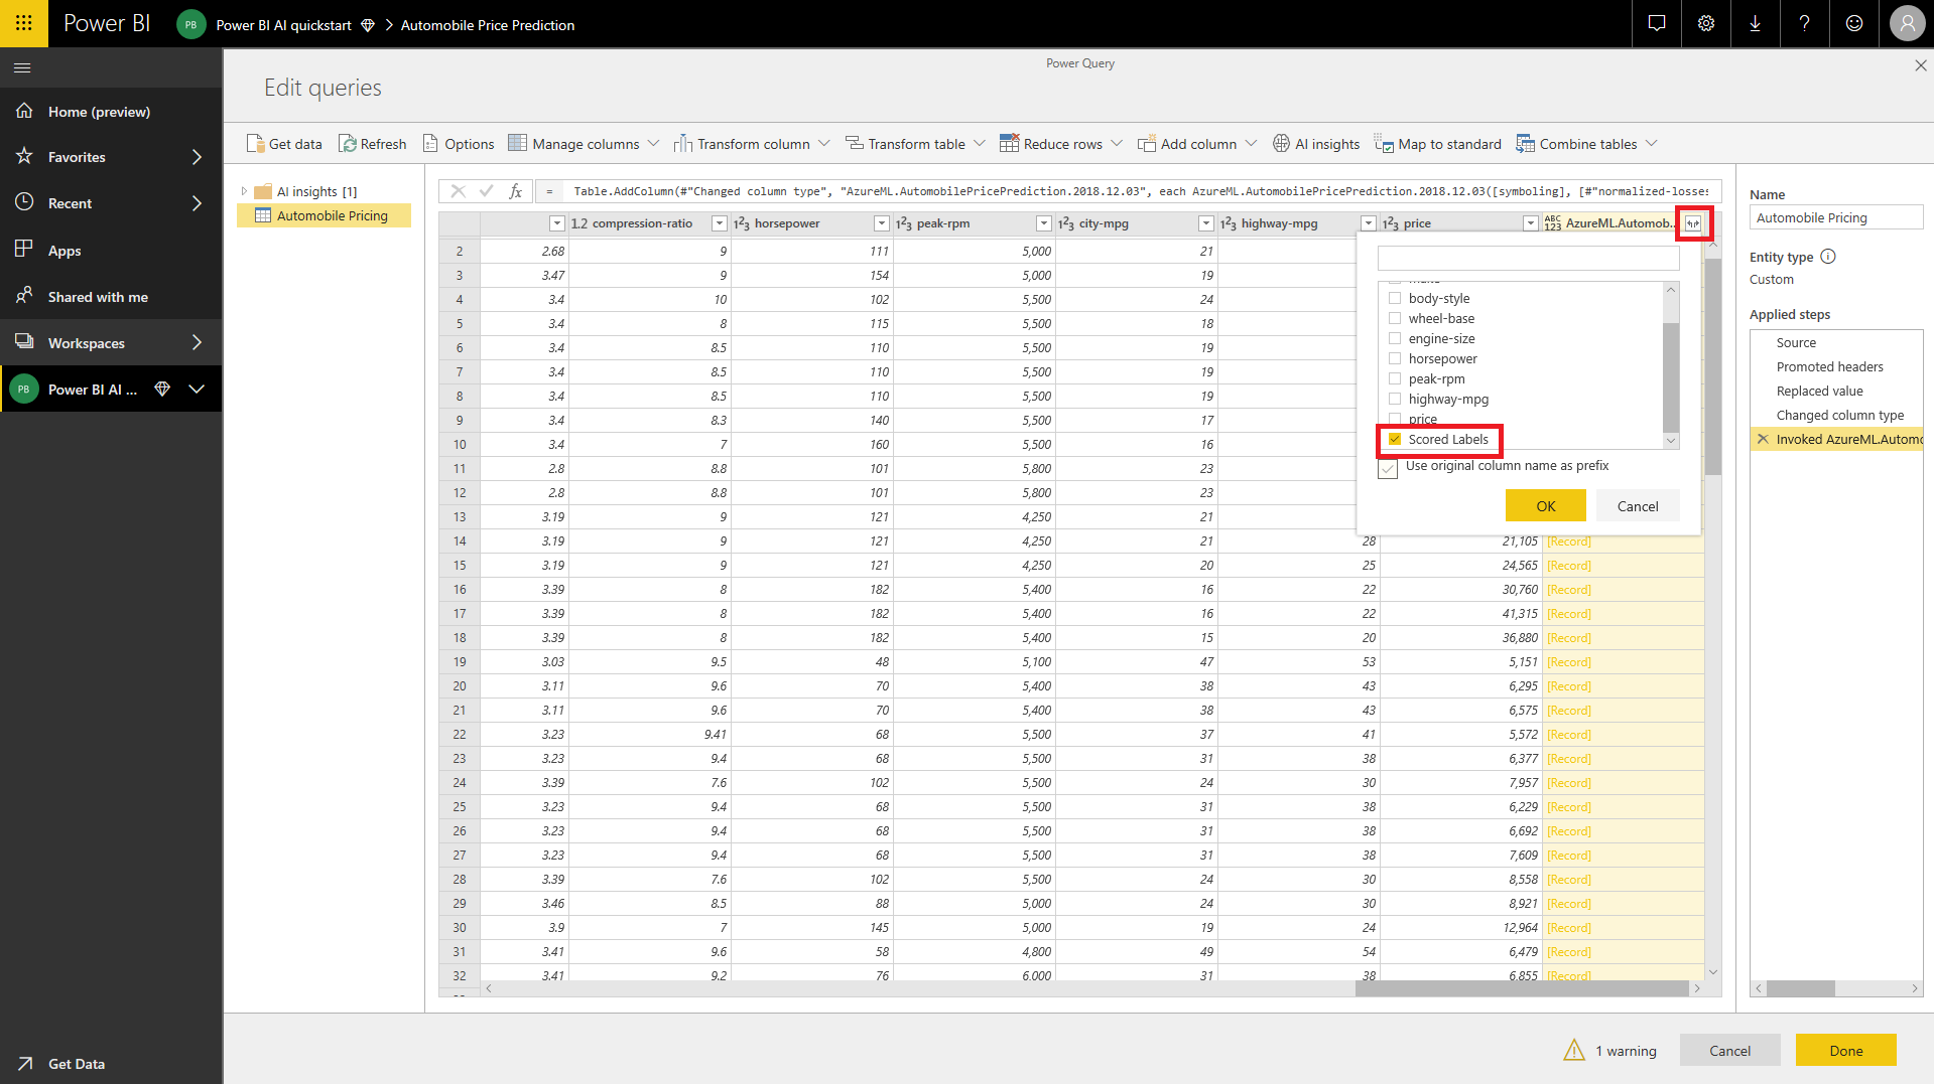 Power BI
PB
Power BI AI quickstart
Automobile Price Prediction
?
Power Query
Edit queries
Home (preview)
Favorites
Recent
Apps
Shared with me
Workspaces
PB Power BI AI ...
Get Data
Get data
Refresh
Options
Manage columns
Transform column
Transform table
Reduce rows
Add column
AI insights
Map to standard
Combine tables
AI insights [1]
Automobile Pricing
fx = Table.AddColumn(#"Changed column type", "AzureML.AutomobilePricePrediction.2018.12.03", each AzureML.AutomobilePricePrediction.2018.12.03([symboling], [#"normalized-losses
1.2 compression-ratio 123 horsepower 123 peak-rpm 123 city-mpg 123 highway-mpg 123 price ABC 123 AzureML.Automob...
2 2.68 9 111 5,000 21
3 3.47 9 154 5,000 19
4 3.4 10 102 5,500 24
5 3.4 8 115 5,500 18
6 3.4 8.5 110 5,500 19
7 3.4 8.5 110 5,500 19
8 3.4 8.5 110 5,500 19
9 3.4 8.3 140 5,500 17
10 3.4 7 160 5,500 16
11 2.8 8.8 101 5,800 23
12 2.8 8.8 101 5,800 23
13 3.19 9 121 4,250 21
14 3.19 9 121 4,250 21 28 21,105 [Record]
15 3.19 9 121 4,250 20 25 24,565 [Record]
16 3.39 8 182 5,400 16 22 30,760 [Record]
17 3.39 8 182 5,400 16 22 41,315 [Record]
18 3.39 8 182 5,400 15 20 36,880 [Record]
19 3.03 9.5 48 5,100 47 53 5,151 [Record]
20 3.11 9.6 70 5,400 38 43 6,295 [Record]
21 3.11 9.6 70 5,400 38 43 6,575 [Record]
22 3.23 9.41 68 5,500 37 41 5,572 [Record]
23 3.23 9.4 68 5,500 31 38 6,377 [Record]
24 3.39 7.6 102 5,500 24 30 7,957 [Record]
25 3.23 9.4 68 5,500 31 38 6,229 [Record]
26 3.23 9.4 68 5,500 31 38 6,692 [Record]
27 3.23 9.4 68 5,500 31 38 7,609 [Record]
28 3.39 7.6 102 5,500 24 30 8,558 [Record]
29 3.46 8.5 88 5,000 24 30 8,921 [Record]
30 3.9 7 145 5,000 19 24 12,964 [Record]
31 3.41 9.6 58 4,800 49 54 6,479 [Record]
32 3.41 9.2 76 6,000 31 38 6,855 [Record]
body-style
wheel-base
engine-size
horsepower
peak-rpm
highway-mpg
price
Scored Labels
Use original column name as prefix
OK
Cancel
Name
Automobile Pricing
Entity type
Custom
Applied steps
Source
Promoted headers
Replaced value
Changed column type
Invoked AzureML.Automo
1 warning
Cancel
Done